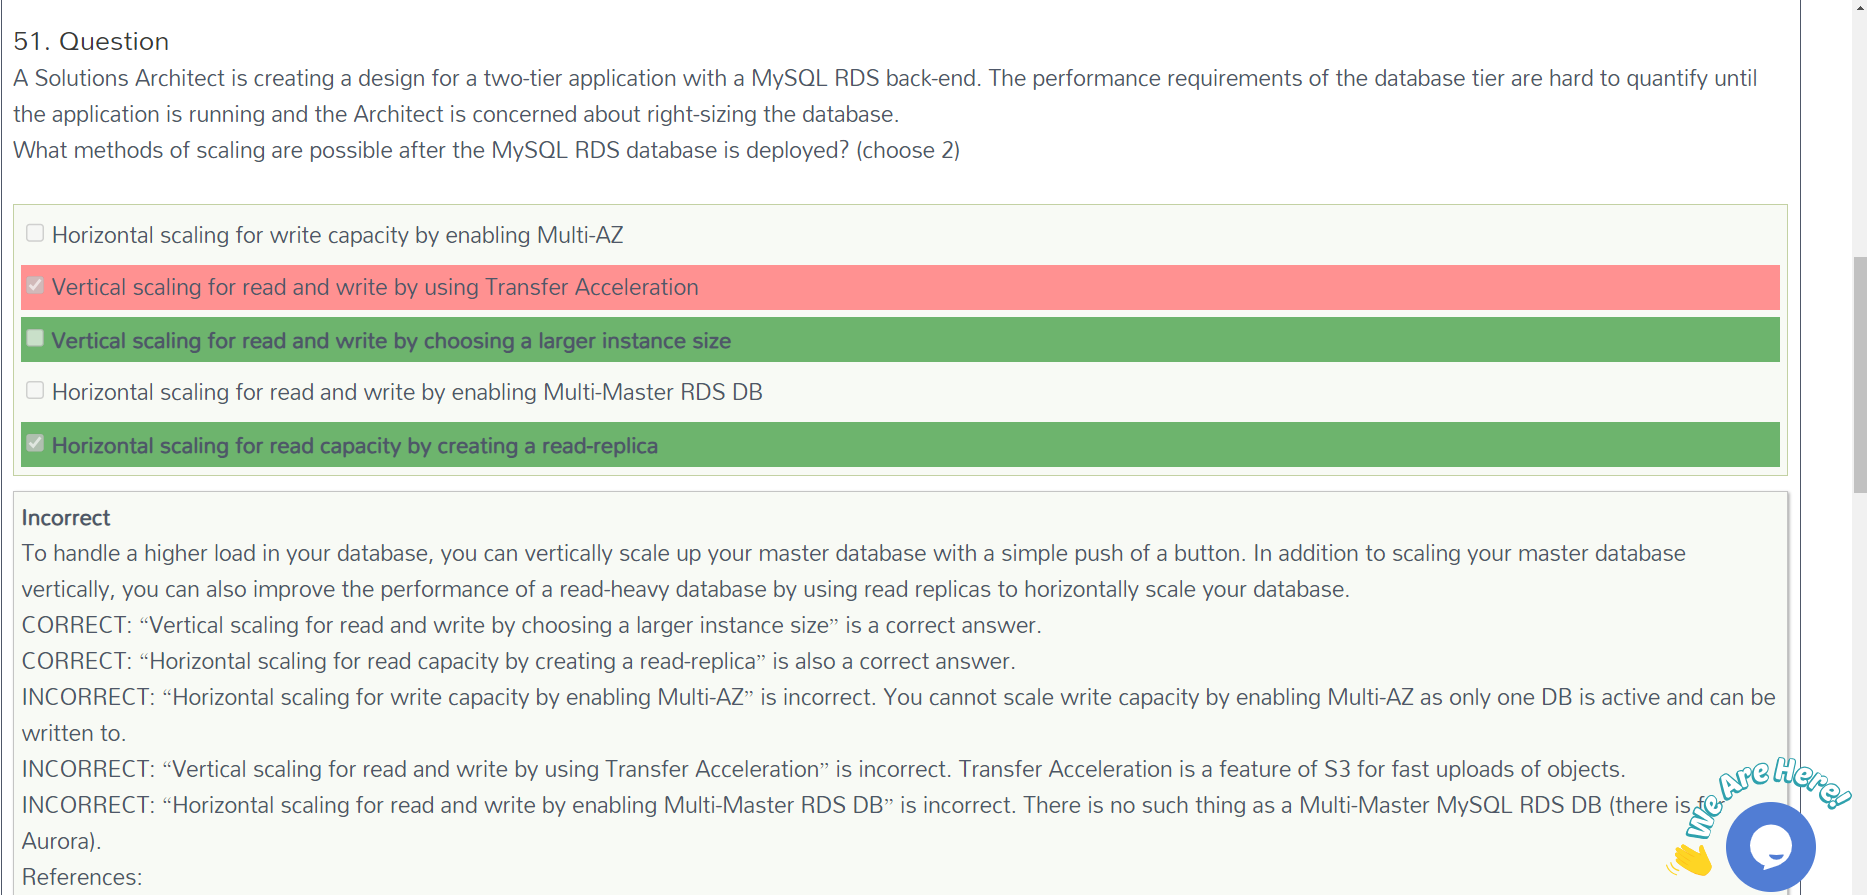 51. Question
A Solutions Architect is creating a design for a two-tier application with a MySQL RDS back-end. The performance requirements of the database tier are hard to quantify until
the application is running and the Architect is concerned about right-sizing the database.
What methods of scaling are possible after the MySQL RDS database is deployed? (choose 2)
Horizontal scaling for write capacity by enabling Multi-AZ
Vertical scaling for read and write by using Transfer Acceleration
Vertical scaling for read and write by choosing a larger instance size
Horizontal scaling for read and write by enabling Multi-Master RDS DB
Horizontal scaling for read capacity by creating a read-replica
Incorrect
To handle a higher load in your database, you can vertically scale up your master database with a simple push of a button. In addition to scaling your master database
vertically, you can also improve the performance of a read-heavy database by using read replicas to horizontally scale your database.
CORRECT: “Vertical scaling for read and write by choosing a larger instance size” is a correct answer.
CORRECT: “Horizontal scaling for read capacity by creating a read-replica” is also a correct answer.
INCORRECT: “Horizontal scaling for write capacity by enabling Multi-AZ” is incorrect. You cannot scale write capacity by enabling Multi-AZ as only one DB is active and can be
written to.
INCORRECT: “Vertical scaling for read and write by using Transfer Acceleration” is incorrect. Transfer Acceleration is a feature of S3 for fast uploads of objects.
INCORRECT: “Horizontal scaling for read and write by enabling Multi-Master RDS DB” is incorrect. There is no such thing as a Multi-Master MySQL RDS DB (there is
Aurora).
References:
We Are Here!